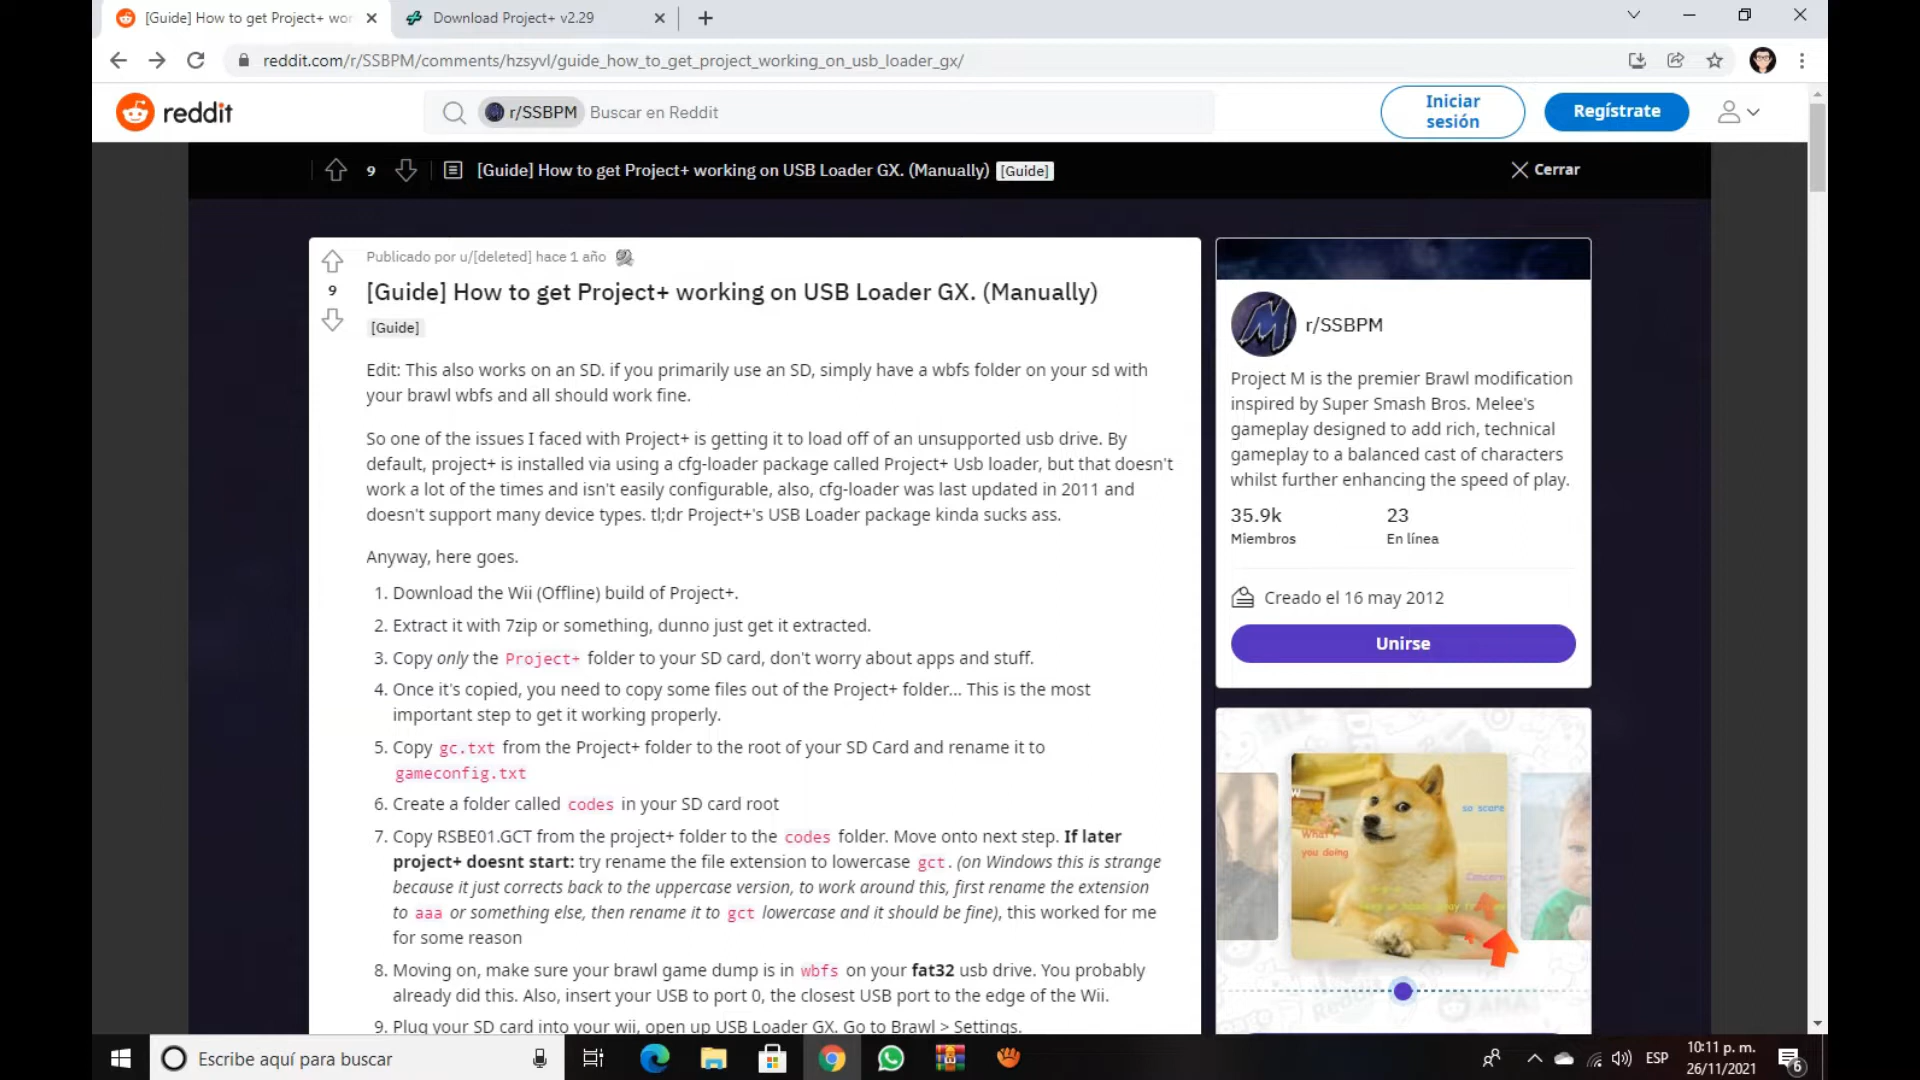 [Guide] How to get Project+ wor
Download Project+ v2.29
reddit.com/r/SSBPM/comments/hzsyvl/guide_how_to_get_project_working_on_usb_loader_gx/
reddit
r/SSBPM
Buscar en Reddit
Iniciar
sesión
Regístrate
9
[Guide] How to get Project+ working on USB Loader GX. (Manually)
[Guide]
Cerrar
Publicado por u/[deleted] hace 1 año
9
[Guide] How to get Project+ working on USB Loader GX. (Manually)
[Guide]
Edit: This also works on an SD. if you primarily use an SD, simply have a wbfs folder on your sd with
your brawl wbfs and all should work fine.
So one of the issues I faced with Project+ is getting it to load off of an unsupported usb drive. By
default, project+ is installed via using a cfg-loader package called Project+ Usb loader, but that doesn't
work a lot of the times and isn't easily configurable, also, cfg-loader was last updated in 2011 and
doesn't support many device types. tl;dr Project+'s USB Loader package kinda sucks ass.
Anyway, here goes.
1. Download the Wii (Offline) build of Project+.
2. Extract it with 7zip or something, dunno just get it extracted.
3. Copy only the Project+ folder to your SD card, don't worry about apps and stuff.
4. Once it's copied, you need to copy some files out of the Project+ folder... This is the most
important step to get it working properly.
5. Copy gc.txt from the Project+ folder to the root of your SD Card and rename it to
gameconfig.txt
6. Create a folder called codes in your SD card root
7. Copy RSBE01.GCT from the project+ folder to the codes folder. Move onto next step. If later
project+ doesnt start: try rename the file extension to lowercase gct. (on Windows this is strange
because it just corrects back to the uppercase version, to work around this, first rename the extension
to aaa or something else, then rename it to gct lowercase and it should be fine), this worked for me
for some reason
8. Moving on, make sure your brawl game dump is in wbfs on your fat32 usb drive. You probably
already did this. Also, insert your USB to port 0, the closest USB port to the edge of the Wii.
9. Plug your SD card into your wii, open up USB Loader GX. Go to Brawl > Settings.
r/SSBPM
Project M is the premier Brawl modification
inspired by Super Smash Bros. Melee's
gameplay designed to add rich, technical
gameplay to a balanced cast of characters
whilst further enhancing the speed of play.
35.9k
23
Miembros
En línea
Creado el 16 may 2012
Unirse
so score
What r
you doing
Concern
Escribe aquí para buscar
ESP
10:11 p. m.
26/11/2021
6